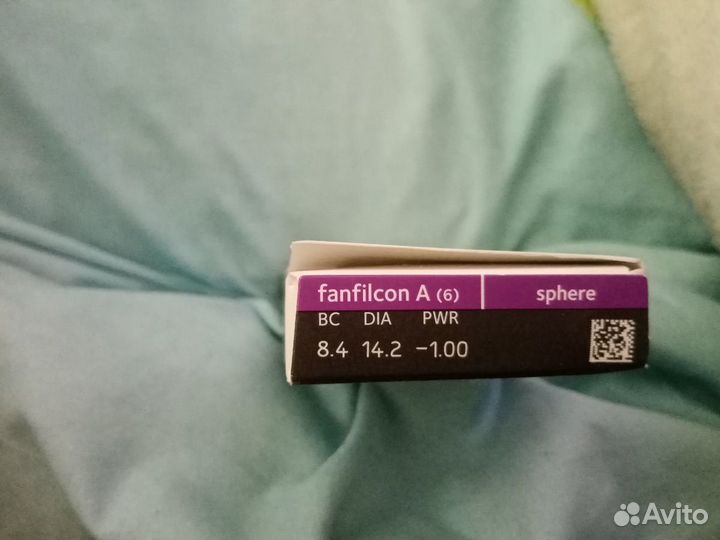 fanfilcon A (6) sphere
BC DIA PWR
8.4 14.2 −1.00
Avito